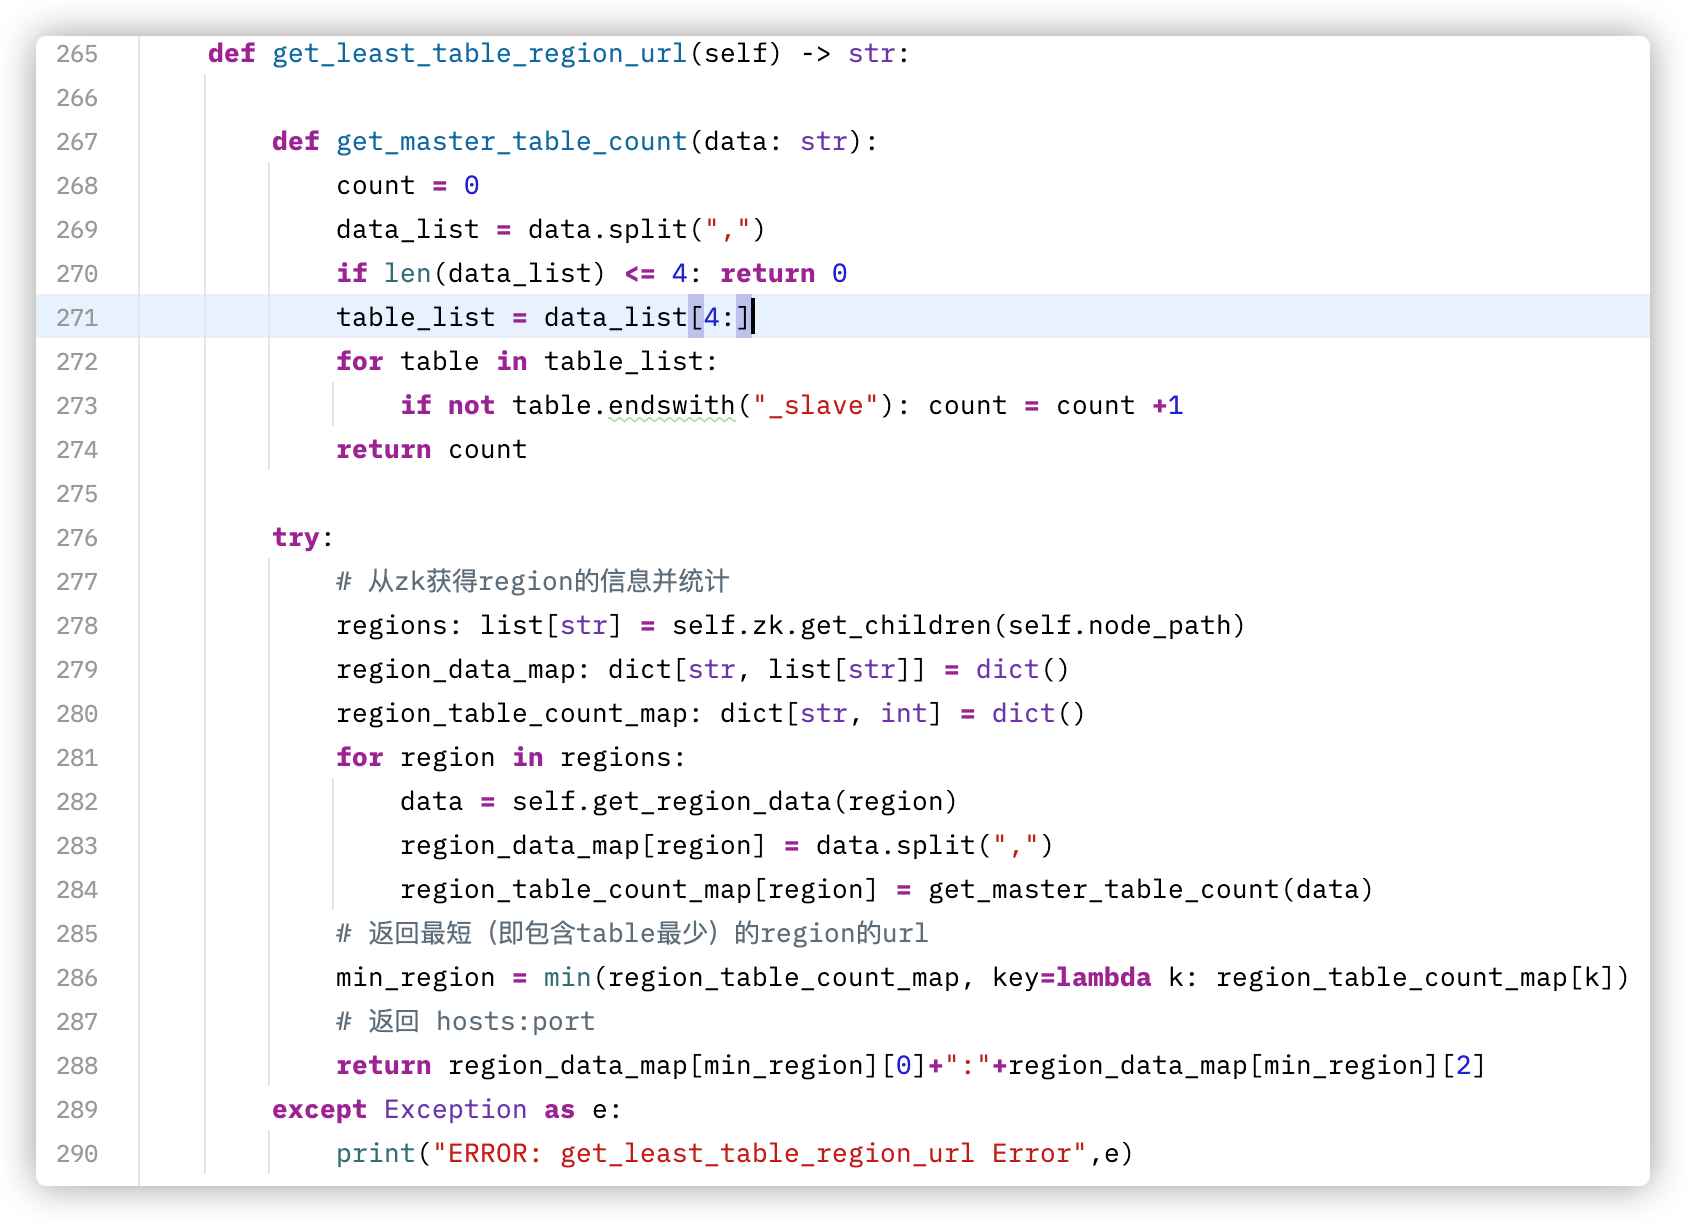 265 def get_least_table_region_url(self) -> str:
266
267 def get_master_table_count(data: str):
268 count = 0
269 data_list = data.split(",")
270 if len(data_list) <= 4: return 0
271 table_list = data_list[4:]
272 for table in table_list:
273 if not table.endswith("_slave"): count = count +1
274 return count
275
276 try:
277 # 从zk获得region的信息并统计
278 regions: list[str] = self.zk.get_children(self.node_path)
279 region_data_map: dict[str, list[str]] = dict()
280 region_table_count_map: dict[str, int] = dict()
281 for region in regions:
282 data = self.get_region_data(region)
283 region_data_map[region] = data.split(",")
284 region_table_count_map[region] = get_master_table_count(data)
285 # 返回最短（即包含table最少）的region的url
286 min_region = min(region_table_count_map, key=lambda k: region_table_count_map[k])
287 # 返回 hosts:port
288 return region_data_map[min_region][0]+":"+region_data_map[min_region][2]
289 except Exception as e:
290 print("ERROR: get_least_table_region_url Error",e)